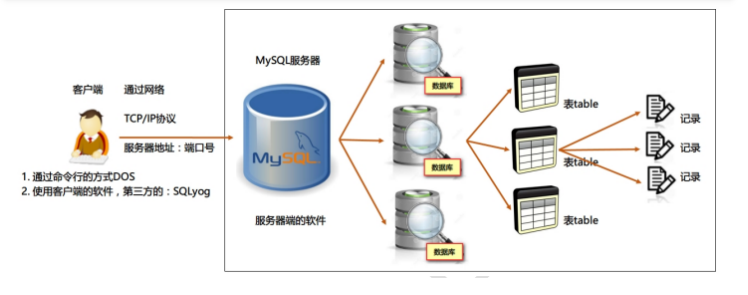 客户端
通过网络
TCP/IP协议
服务器地址：端口号
1. 通过命令行的方式DOS
2. 使用客户端的软件，第三方的：SQLyog
MySQL服务器
MySQL
服务器端的软件
数据库
数据库
数据库
表table
表table
表table
记录
记录
记录